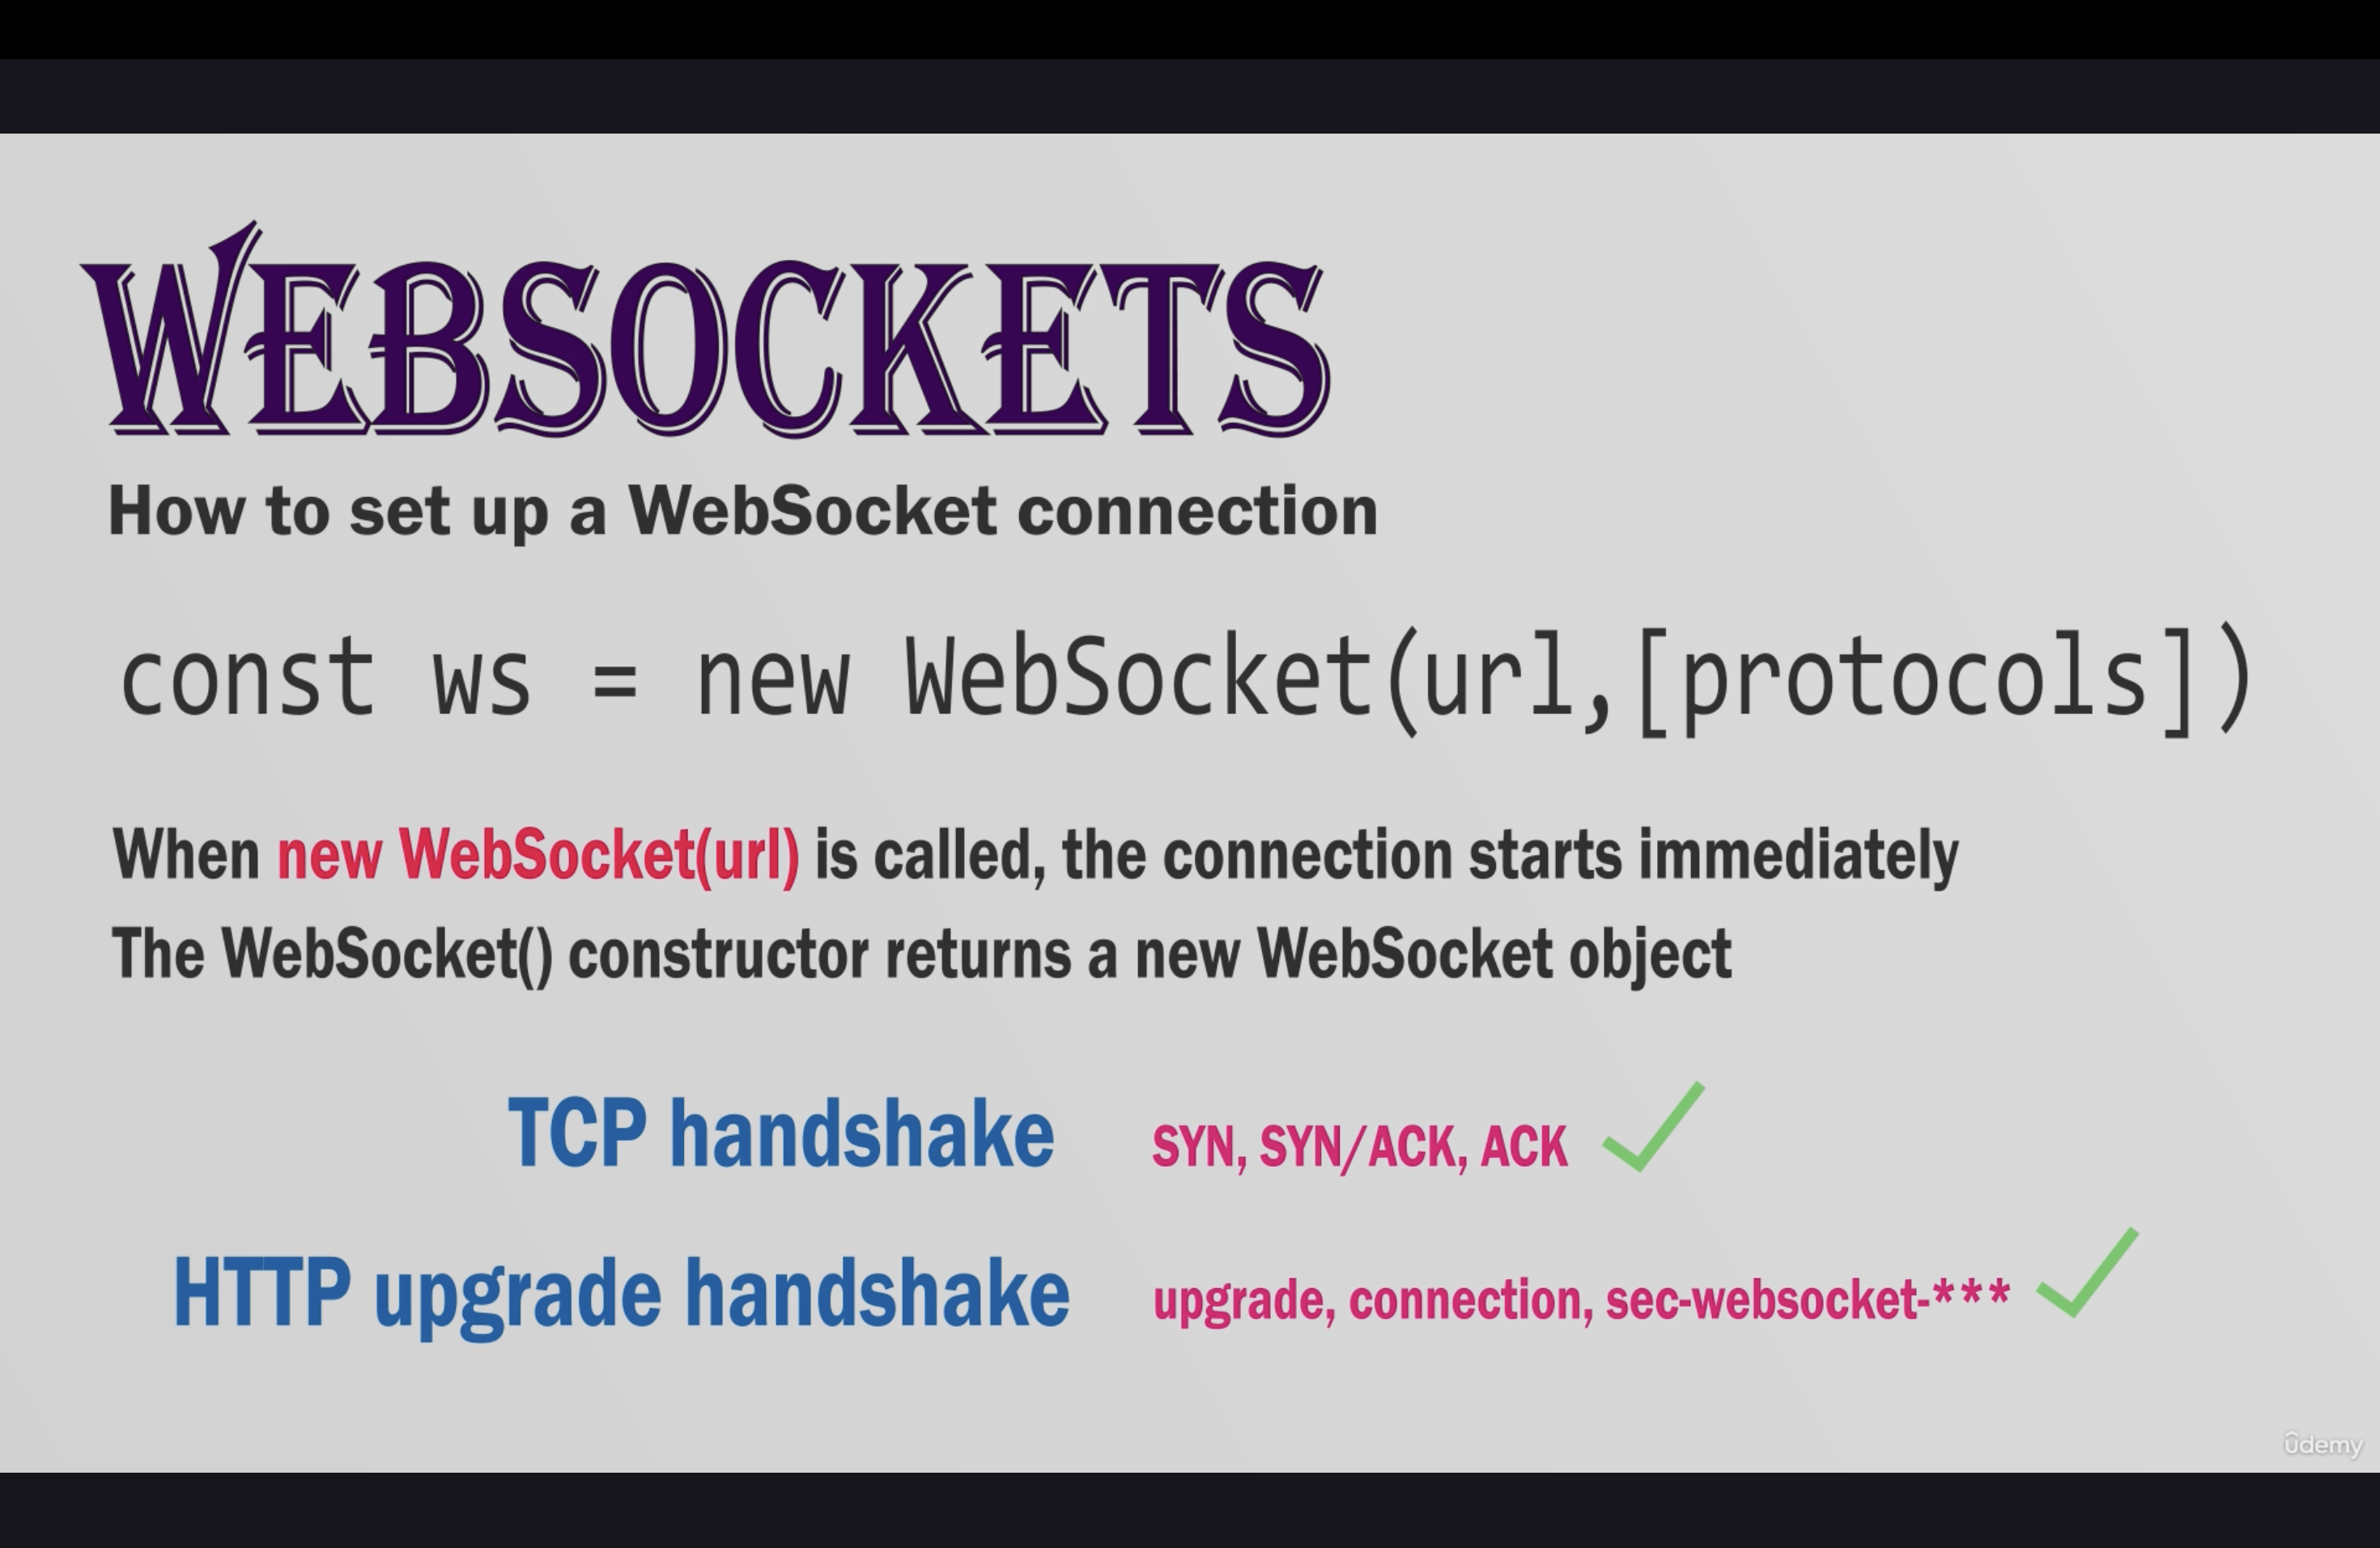 WEBSOCKETS
How to set up a WebSocket connection
const ws = new WebSocket(url,[protocols])
When new WebSocket(url) is called, the connection starts immediately
The WebSocket() constructor returns a new WebSocket object
TCP handshake SYN, SYN/ACK, ACK
HTTP upgrade handshake upgrade, connection, sec-websocket-***
ûdemy